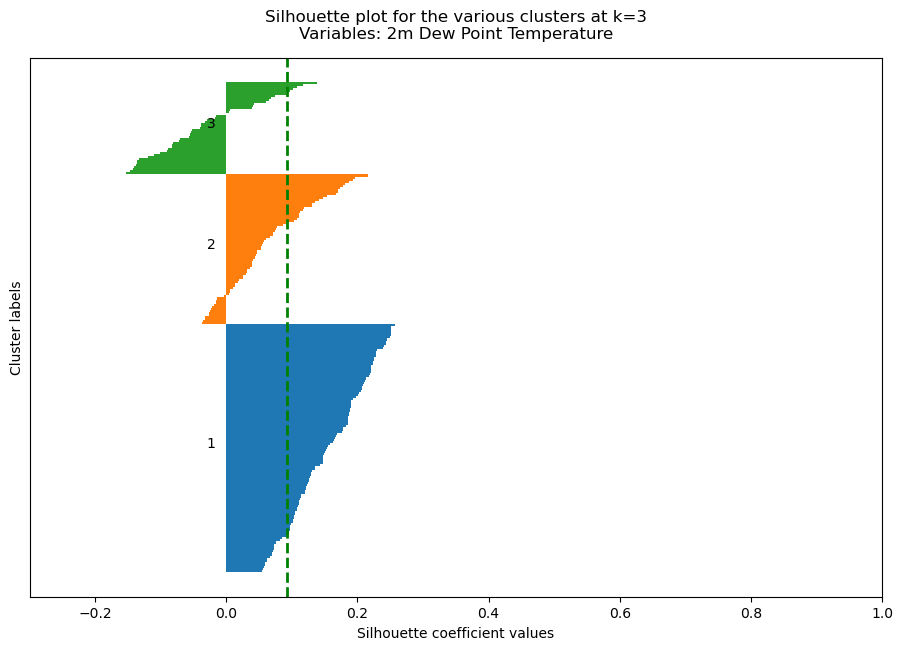 Silhouette plot for the various clusters at k=3
Variables: 2m Dew Point Temperature
3
2
1
Cluster labels
−0.2 0.0 0.2 0.4 0.6 0.8 1.0
Silhouette coefficient values